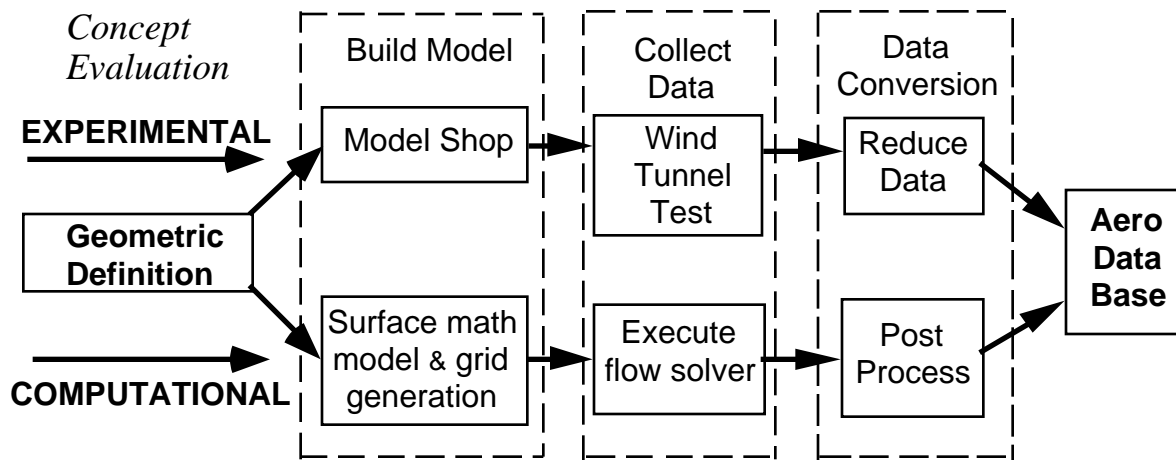 Concept
Evaluation
Build Model
Collect
Data
Data
Conversion
EXPERIMENTAL
Model Shop
Wind
Tunnel
Test
Reduce
Data
Geometric
Definition
Aero
Data
Base
Surface math
model & grid
generation
Execute
flow solver
Post
Process
COMPUTATIONAL